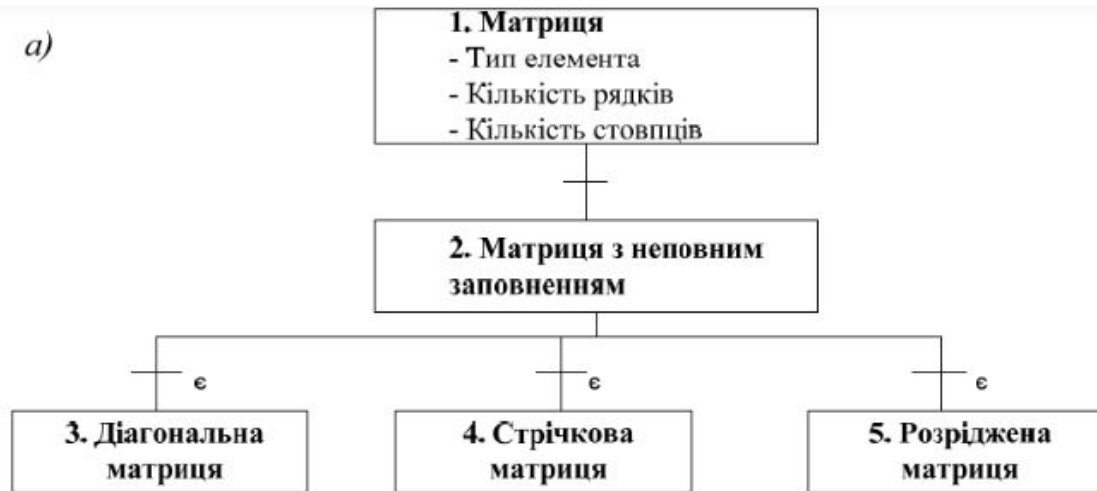 а)
1. Матриця
- Тип елемента
- Кількість рядків
- Кількість стовпців
2. Матриця з неповним
заповненням
є
є
є
3. Діагональна
матриця
4. Стрічкова
матриця
5. Розріджена
матриця